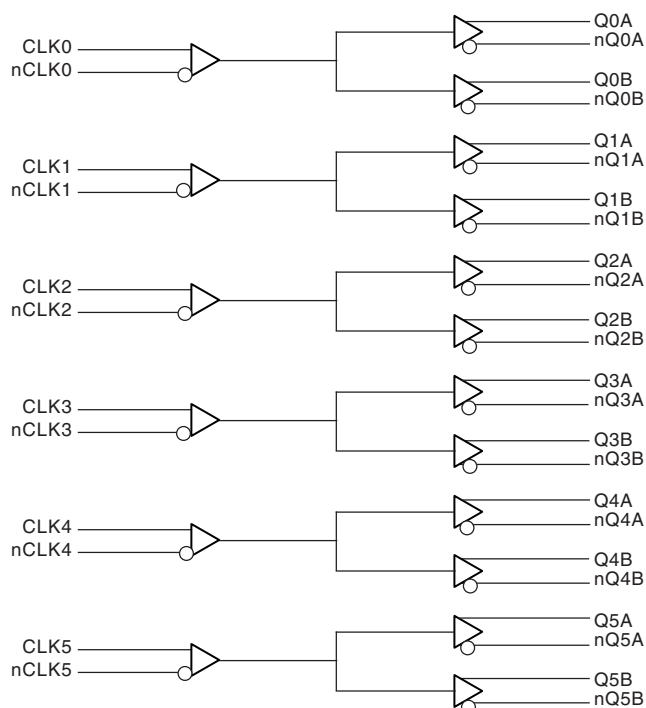 CLK0
nCLK0
Q0A
nQ0A
Q0B
nQ0B
CLK1
nCLK1
Q1A
nQ1A
Q1B
nQ1B
CLK2
nCLK2
Q2A
nQ2A
Q2B
nQ2B
CLK3
nCLK3
Q3A
nQ3A
Q3B
nQ3B
CLK4
nCLK4
Q4A
nQ4A
Q4B
nQ4B
CLK5
nCLK5
Q5A
nQ5A
Q5B
nQ5B